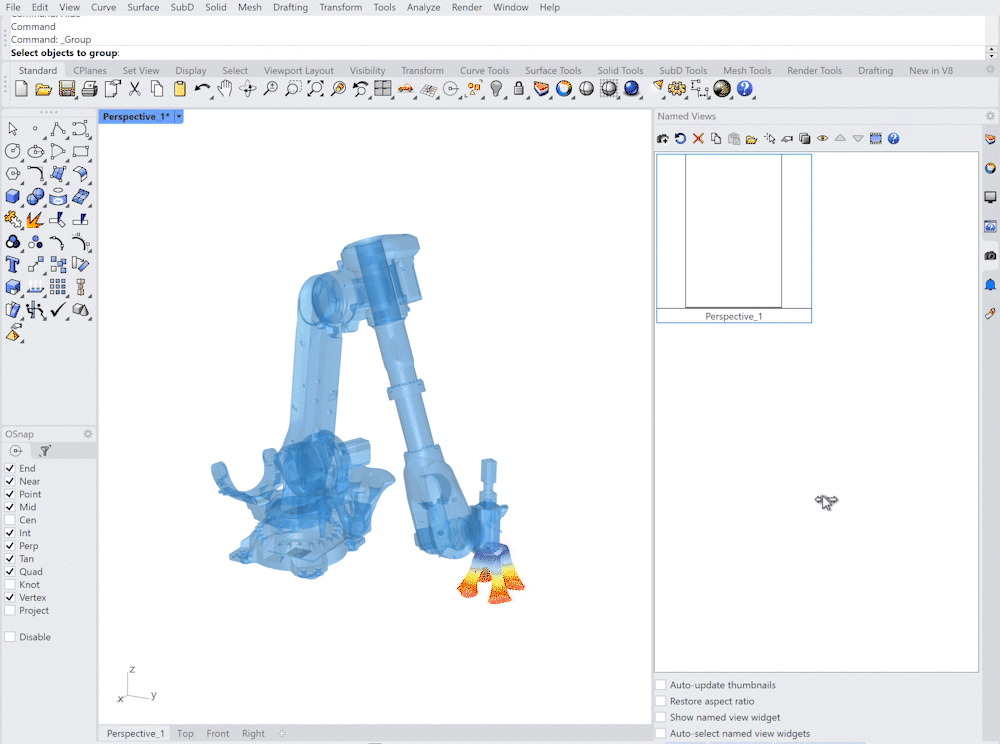 File Edit View Curve Surface SubD Solid Mesh Drafting Transform Tools Analyze Render Window Help
Command
Command: _Group
Select objects to group:
Standard CPlanes Set View Display Select Viewport Layout Visibility Transform Curve Tools Surface Tools Solid Tools SubD Tools Mesh Tools Render Tools Drafting New in V8
Perspective_1*
Named Views
Perspective_1
OSnap
End
Near
Point
Mid
Cen
Int
Perp
Tan
Quad
Knot
Vertex
Project
Disable
z
x
y
Auto-update thumbnails
Restore aspect ratio
Show named view widget
Auto-select named view widgets
Perspective_1 Top Front Right